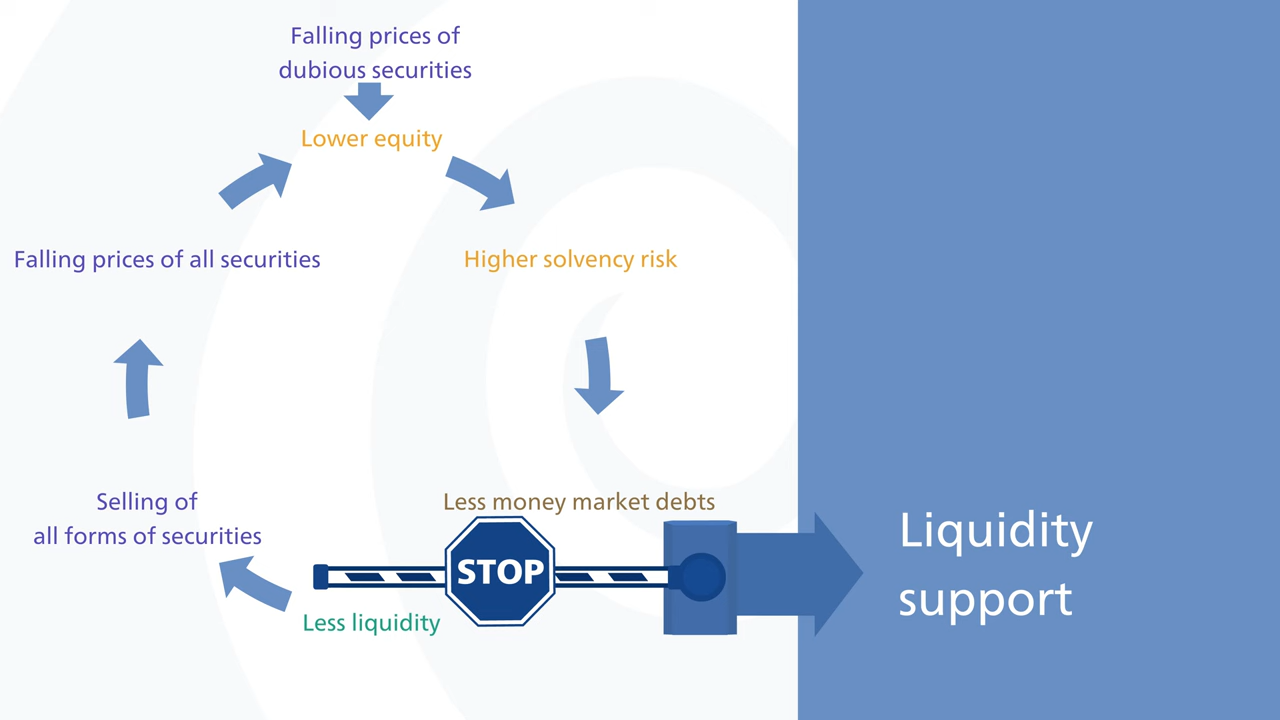 Falling prices of
dubious securities
Lower equity
Falling prices of all securities
Higher solvency risk
Selling of
all forms of securities
Less money market debts
STOP
Less liquidity
Liquidity
support